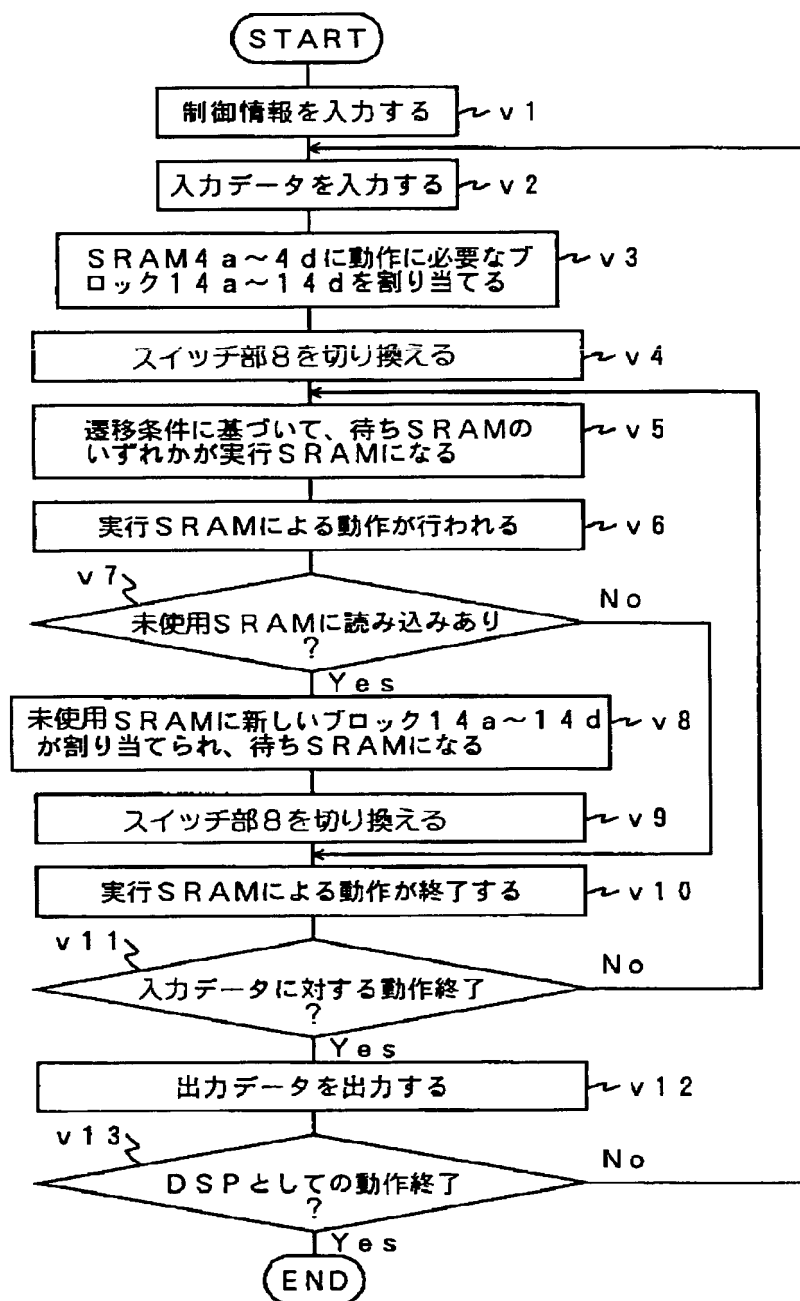 START
制御情報を入力する
v1
入力データを入力する
v2
SRAM4a～4dに動作に必要なブ
ロック14a～14dを割り当てる
v3
スイッチ部8を切り換える
v4
遷移条件に基づいて、待ちSRAMの
いずれかが実行SRAMになる
v5
実行SRAMによる動作が行われる
v6
v7
未使用SRAMに読み込みあり
?
No
Yes
未使用SRAMに新しいブロック14a～14d
が割り当てられ、待ちSRAMになる
v8
スイッチ部8を切り換える
v9
実行SRAMによる動作が終了する
v10
v11
入力データに対する動作終了
?
No
Yes
出力データを出力する
v12
v13
DSPとしての動作終了
?
No
Yes
END